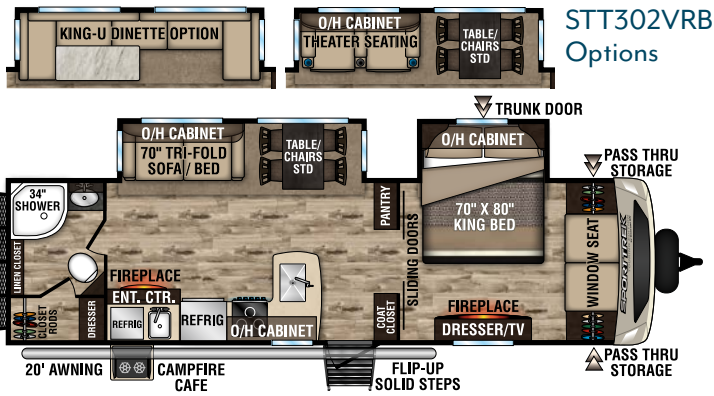 STT302VRB
Options
KING-U DINETTE OPTION
O/H CABINET
THEATER SEATING
TABLE/
CHAIRS
STD
TRUNK DOOR
O/H CABINET
70" TRI-FOLD
SOFA / BED
TABLE/
CHAIRS
STD
O/H CABINET
70" X 80"
KING BED
PASS THRU
STORAGE
34"
SHOWER
LINEN CLOSET
PANTRY
SLIDING DOORS
WINDOW SEAT
SPORTTREK
FIREPLACE
ENT. CTR.
CLOSET
RODS
DRESSER
REFRIG
REFRIG
O/H CABINET
COAT
CLOSET
FIREPLACE
DRESSER/TV
20' AWNING
CAMPFIRE
CAFE
FLIP-UP
SOLID STEPS
PASS THRU
STORAGE